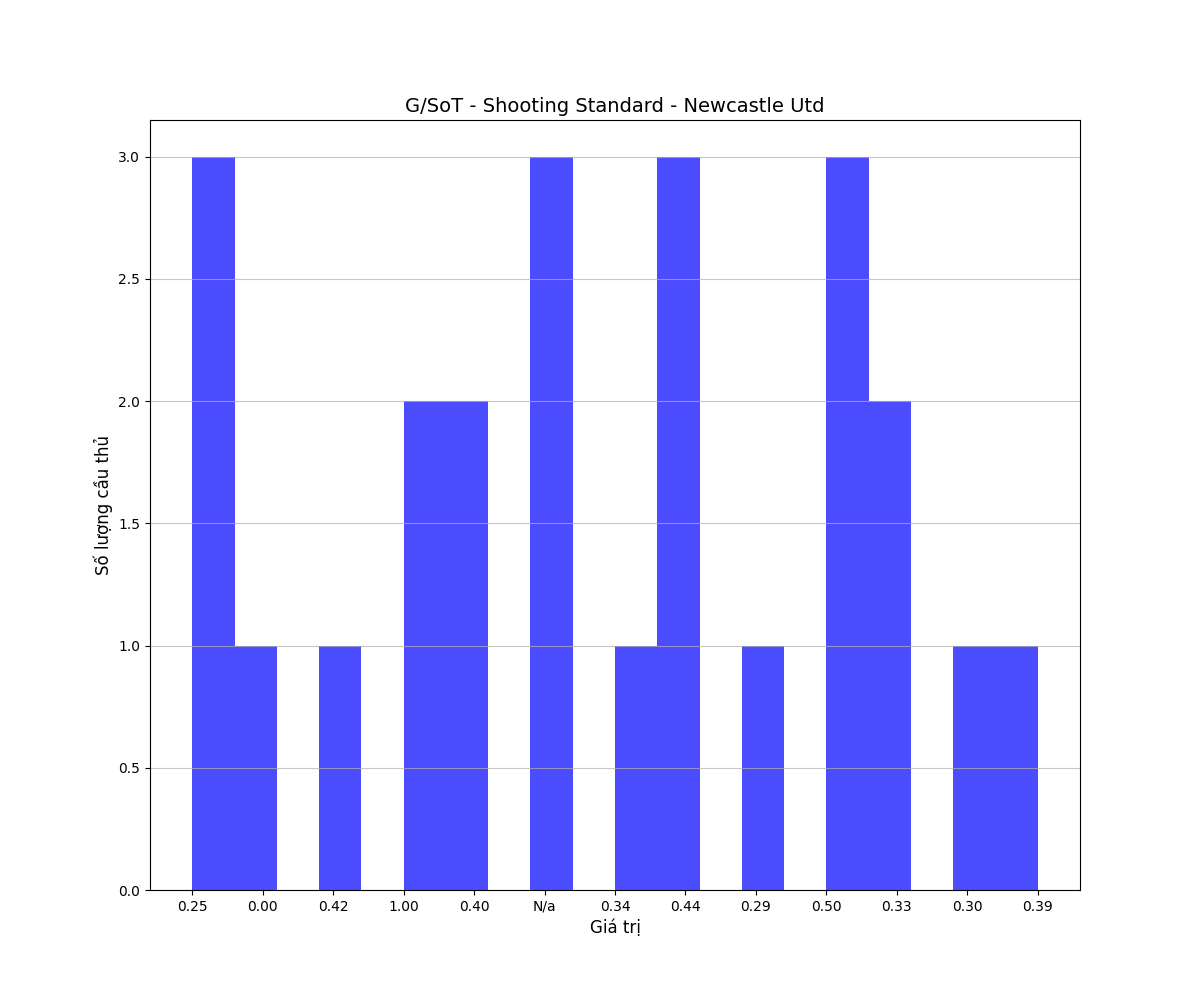 G/SoT - Shooting Standard - Newcastle Utd
3.0
2.5
2.0
1.5
1.0
0.5
0.0
Số lượng cầu thủ
0.25 0.00 0.42 1.00 0.40 N/a 0.34 0.44 0.29 0.50 0.33 0.30 0.39
Giá trị